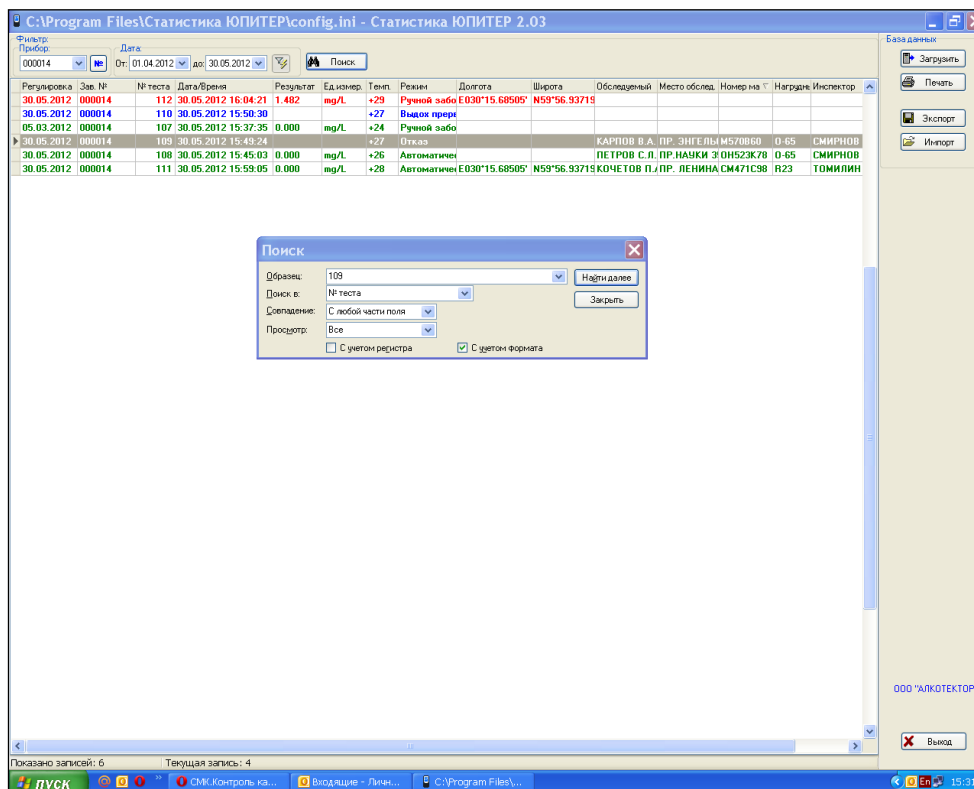 C:\Program Files\Статистика ЮПИТЕР\config.ini - Статистика ЮПИТЕР 2.03
Фильтр:
Прибор: Дата:
000014 № От: 01.04.2012 до: 30.05.2012 Поиск
База данных
Загрузить
Печать
Экспорт
Импорт
Регулировка Зав. № № теста Дата/Время Результат Ед.измер. Темп. Режим Долгота Широта Обследуемый Место обслед. Номер ма Нагрудн Инспектор
30.05.2012 000014 112 30.05.2012 16:04:21 1.482 mg/L +29 Ручной забо E030°15.68505' N59°56.93719
30.05.2012 000014 110 30.05.2012 15:50:30 +27 Выдох прерв
05.03.2012 000014 107 30.05.2012 15:37:35 0.000 mg/L +24 Ручной забо
30.05.2012 000014 109 30.05.2012 15:49:24 +27 Отказ КАРПОВ В.А. ПР. ЭНГЕЛЬ М570В60 0-65 СМИРНОВ
30.05.2012 000014 108 30.05.2012 15:45:03 0.000 mg/L +26 Автоматичес ПЕТРОВ С.Л. ПР.НАУКИ 3 ОН523К78 0-65 СМИРНОВ
30.05.2012 000014 111 30.05.2012 15:59:05 0.000 mg/L +28 Автоматичес E030°15.68505' N59°56.93719 КОЧЕТОВ П. ПР. ЛЕНИНА СМ471С98 R23 ТОМИЛИН
Поиск
Образец: 109 Найти далее
Поиск в: № теста Закрыть
Совпадение: С любой части поля
Просмотр: Все
С учетом регистра С учетом формата
ООО "АЛКОТЕКТОР
Выход
Показано записей: 6 Текущая запись: 4
пуск СМК.Контроль ка... Входящие - Личн... C:\Program Files\... En 15:31